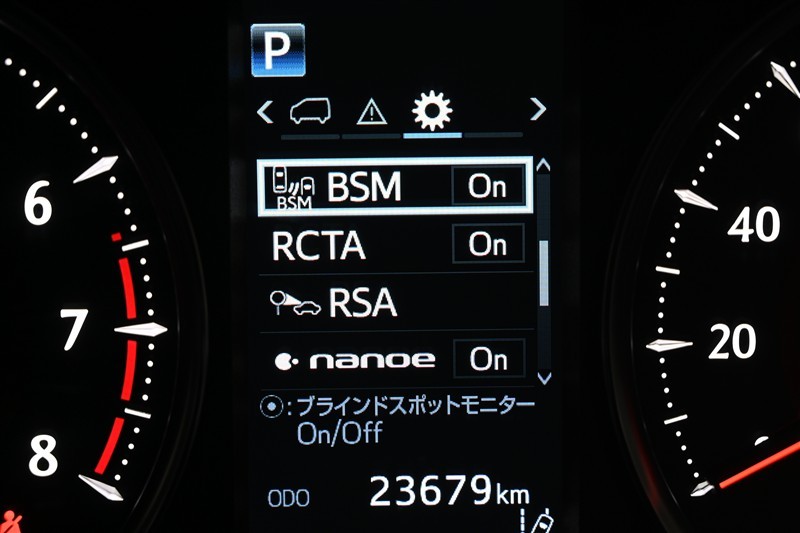 P
BSM
BSM On
RCTA On
RSA
nanoe On
: ブラインドスポットモニター
On/Off
ODO 23679km
6
7
8
40
20